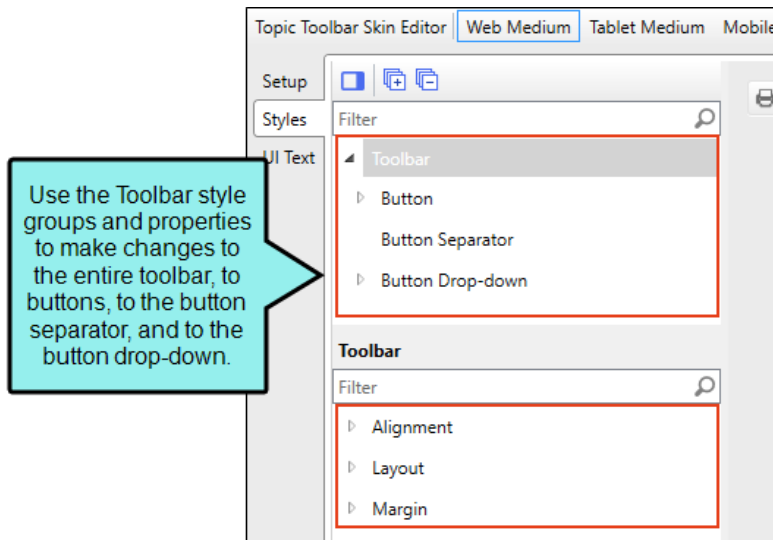 Topic Toolbar Skin Editor Web Medium Tablet Medium Mobile
Setup
Styles
UI Text
Filter
Toolbar
Button
Button Separator
Button Drop-down
Use the Toolbar style
groups and properties
to make changes to
the entire toolbar, to
buttons, to the button
separator, and to the
button drop-down.
Toolbar
Filter
Alignment
Layout
Margin